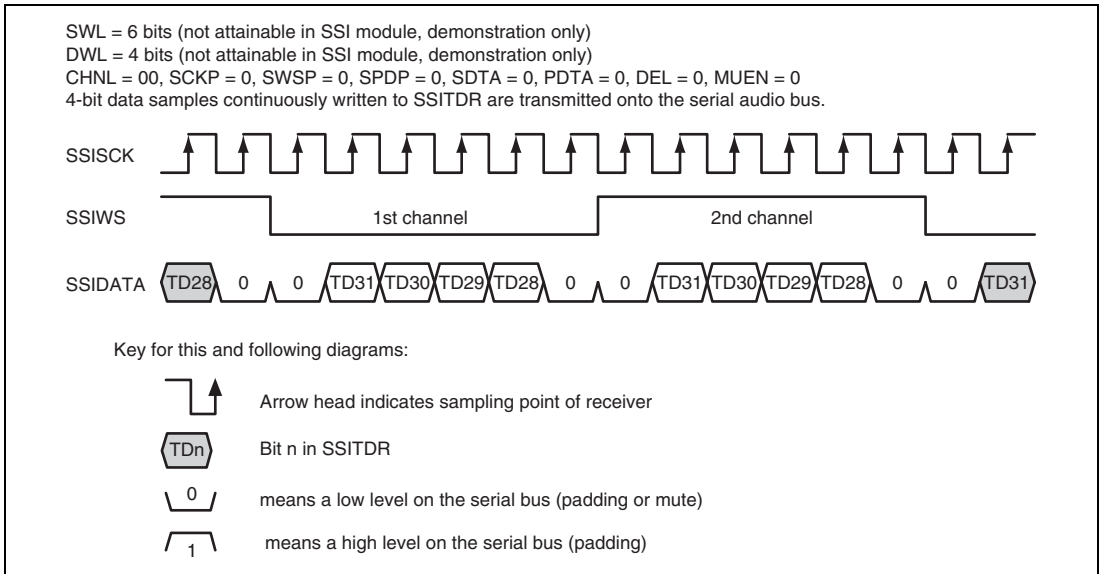 SWL = 6 bits (not attainable in SSI module, demonstration only)
DWL = 4 bits (not attainable in SSI module, demonstration only)
CHNL = 00, SCKP = 0, SWSP = 0, SPDP = 0, SDTA = 0, PDTA = 0, DEL = 0, MUEN = 0
4-bit data samples continuously written to SSITDR are transmitted onto the serial audio bus.
SSISCK
SSIWS 1st channel 2nd channel
SSIDATA TD28 0 0 TD31 TD30 TD29 TD28 0 0 TD31 TD30 TD29 TD28 0 0 TD31
Key for this and following diagrams:
Arrow head indicates sampling point of receiver
TDn Bit n in SSITDR
0 means a low level on the serial bus (padding or mute)
1 means a high level on the serial bus (padding)